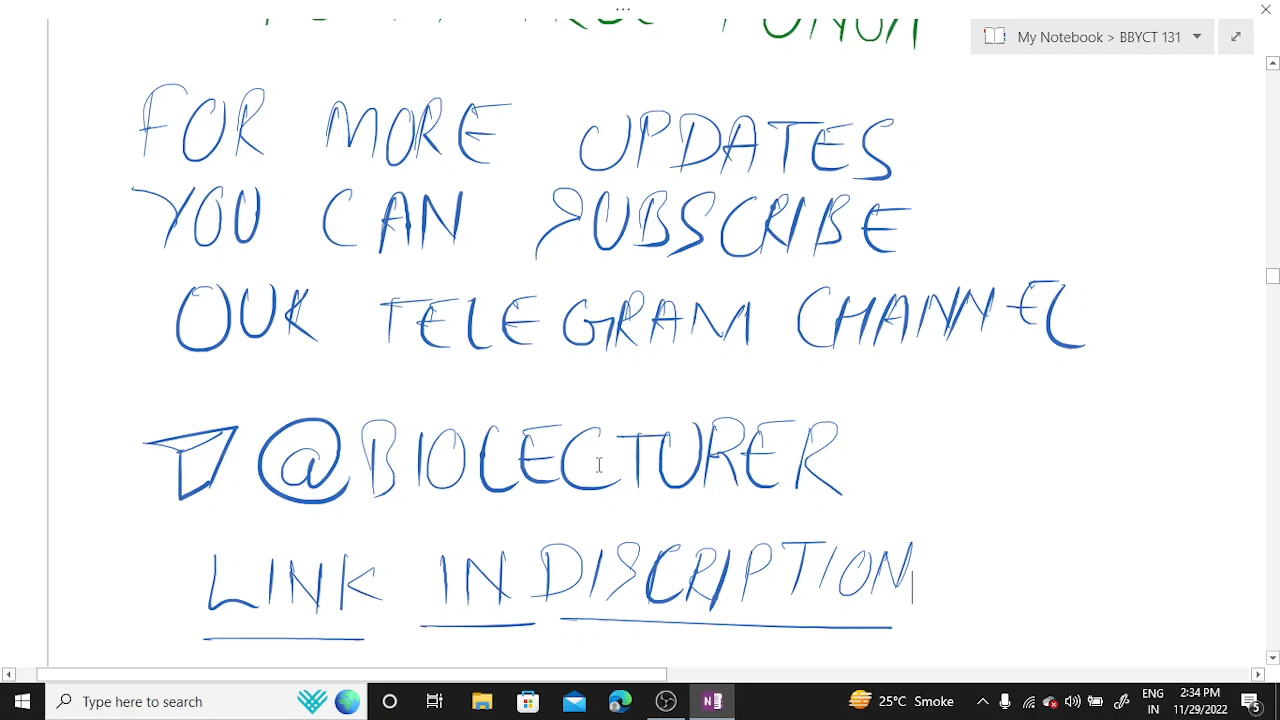 My Notebook > BBYCT 131
FOR MORE UPDATES
YOU CAN SUBSCRIBE
OUR TELEGRAM CHANNEL
@BIOLECTURER
LINK IN DISCRIPTION
Type here to search
25°C Smoke
ENG
IN
2:34 PM
11/29/2022
5